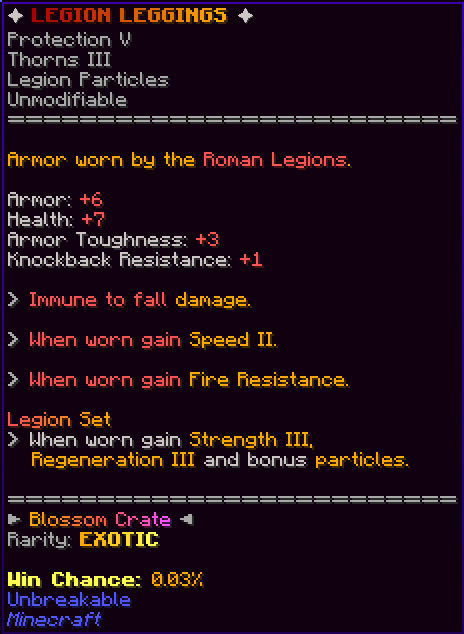 ✦ LEGION LEGGINGS ✦
Protection V
Thorns III
Legion Particles
Unmodifiable
==============================
Armor worn by the Roman Legions.
Armor: +6
Health: +7
Armor Toughness: +3
Knockback Resistance: +1
> Immune to fall damage.
> When worn gain Speed II.
> When worn gain Fire Resistance.
Legion Set
> When worn gain Strength III,
Regeneration III and bonus particles.
==============================
► Blossom Crate ◄
Rarity: EXOTIC
Win Chance: 0.03%
Unbreakable
Minecraft